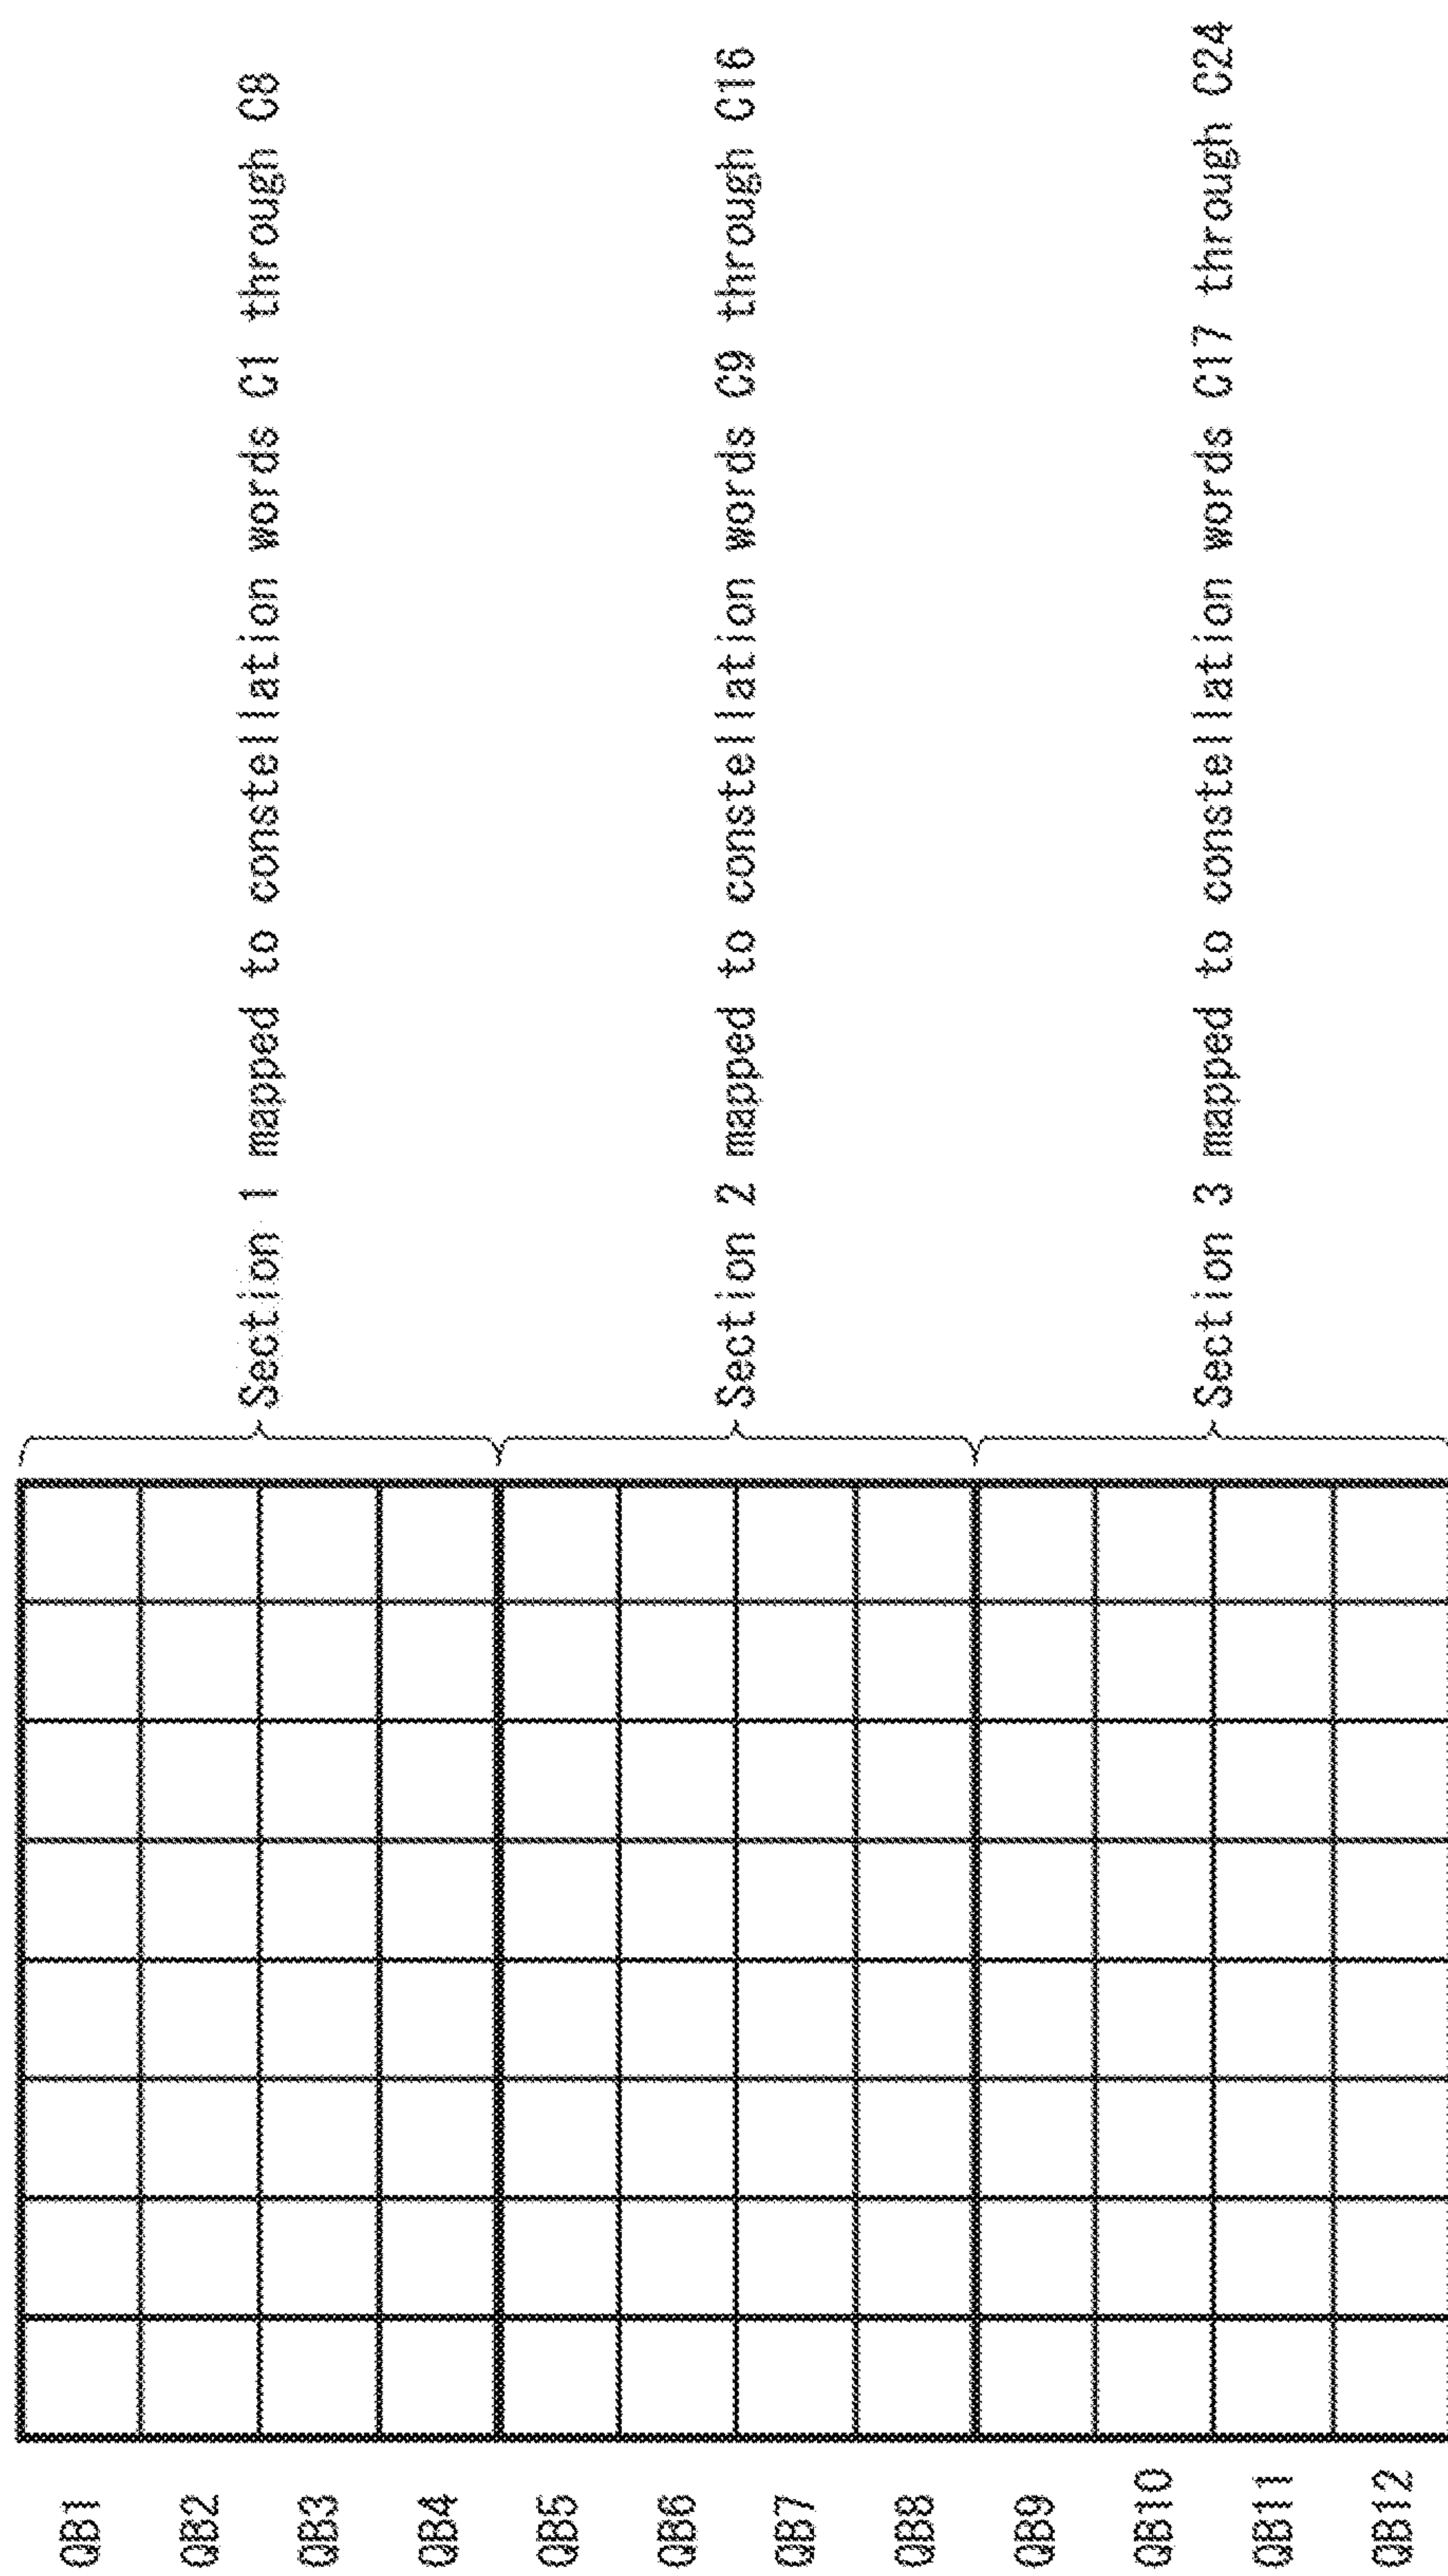 QB1
QB2
QB3
QB4
QB5
QB6
QB7
QB8
QB9
QB10
QB11
QB12
Section 1 mapped to constellation words C1 through C8
Section 2 mapped to constellation words C9 through C16
Section 3 mapped to constellation words C17 through C24